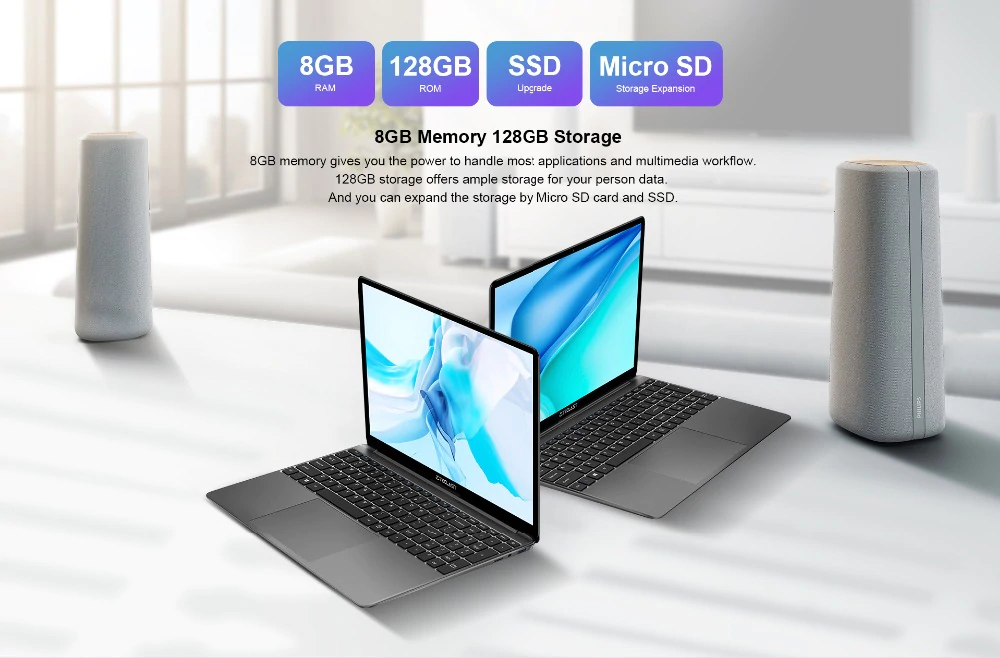 8GB
RAM
128GB
ROM
SSD
Upgrade
Micro SD
Storage Expansion
8GB Memory 128GB Storage
8GB memory gives you the power to handle most applications and multimedia workflow.
128GB storage offers ample storage for your person data.
And you can expand the storage by Micro SD card and SSD.
PHILIPS